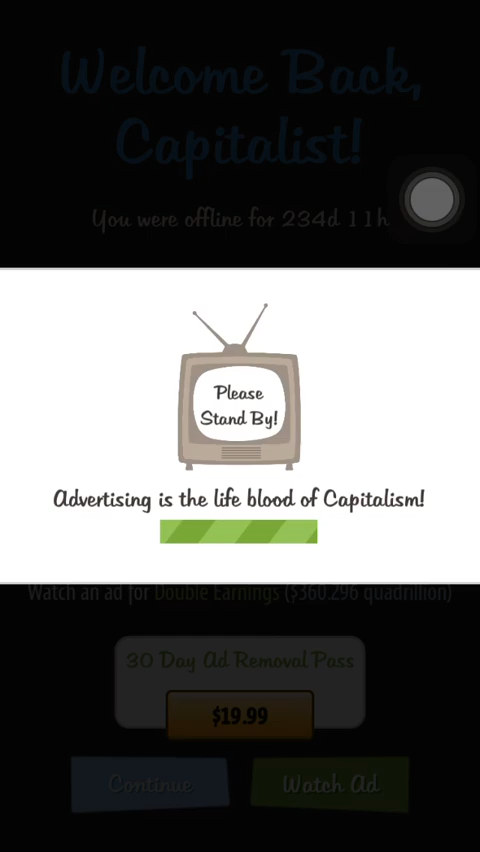 Welcome Back,
Capitalist!
You were offline for 234d 11h
Please
Stand By!
Advertising is the life blood of Capitalism!
Watch an ad for Double Earnings ($360.296 quadrillion)
30 Day Ad Removal Pass
$19.99
Continue
Watch Ad